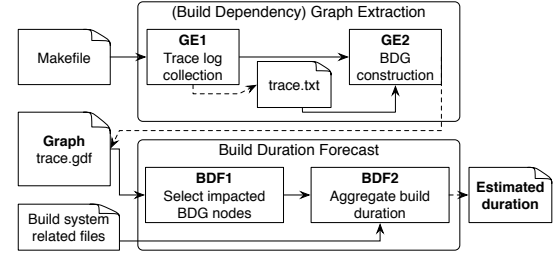 (Build Dependency) Graph Extraction
Makefile
GE1
Trace log
collection
trace.txt
GE2
BDG
construction
Graph
trace.gdf
Build Duration Forecast
BDF1
Select impacted
BDG nodes
BDF2
Aggregate build
duration
Estimated
duration
Build system
related files